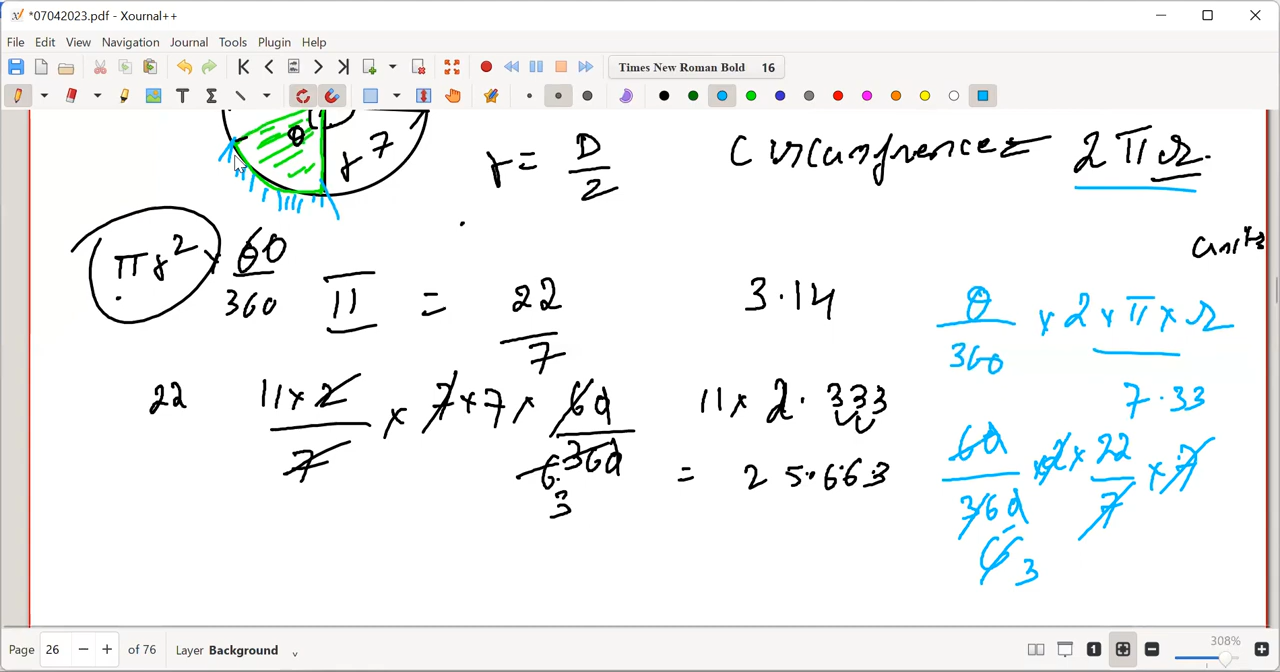 *07042023.pdf • Xournal++
File Edit View Navigation Journal Tools Plugin Help
Times New Roman Bold 16
θ r 7
r = D/2
Circumfrence = 2πr.
πr² × 60/360
π = 22/7
3.14
θ/360 × 2 × π × r
22
11×2/7 × 7×7 × 60/360
6
3
11 × 2.333
7.33
= 25.663
60/360 × 2 × 22/7 × 7
6 3
Page 26 of 76 Layer Background 308%